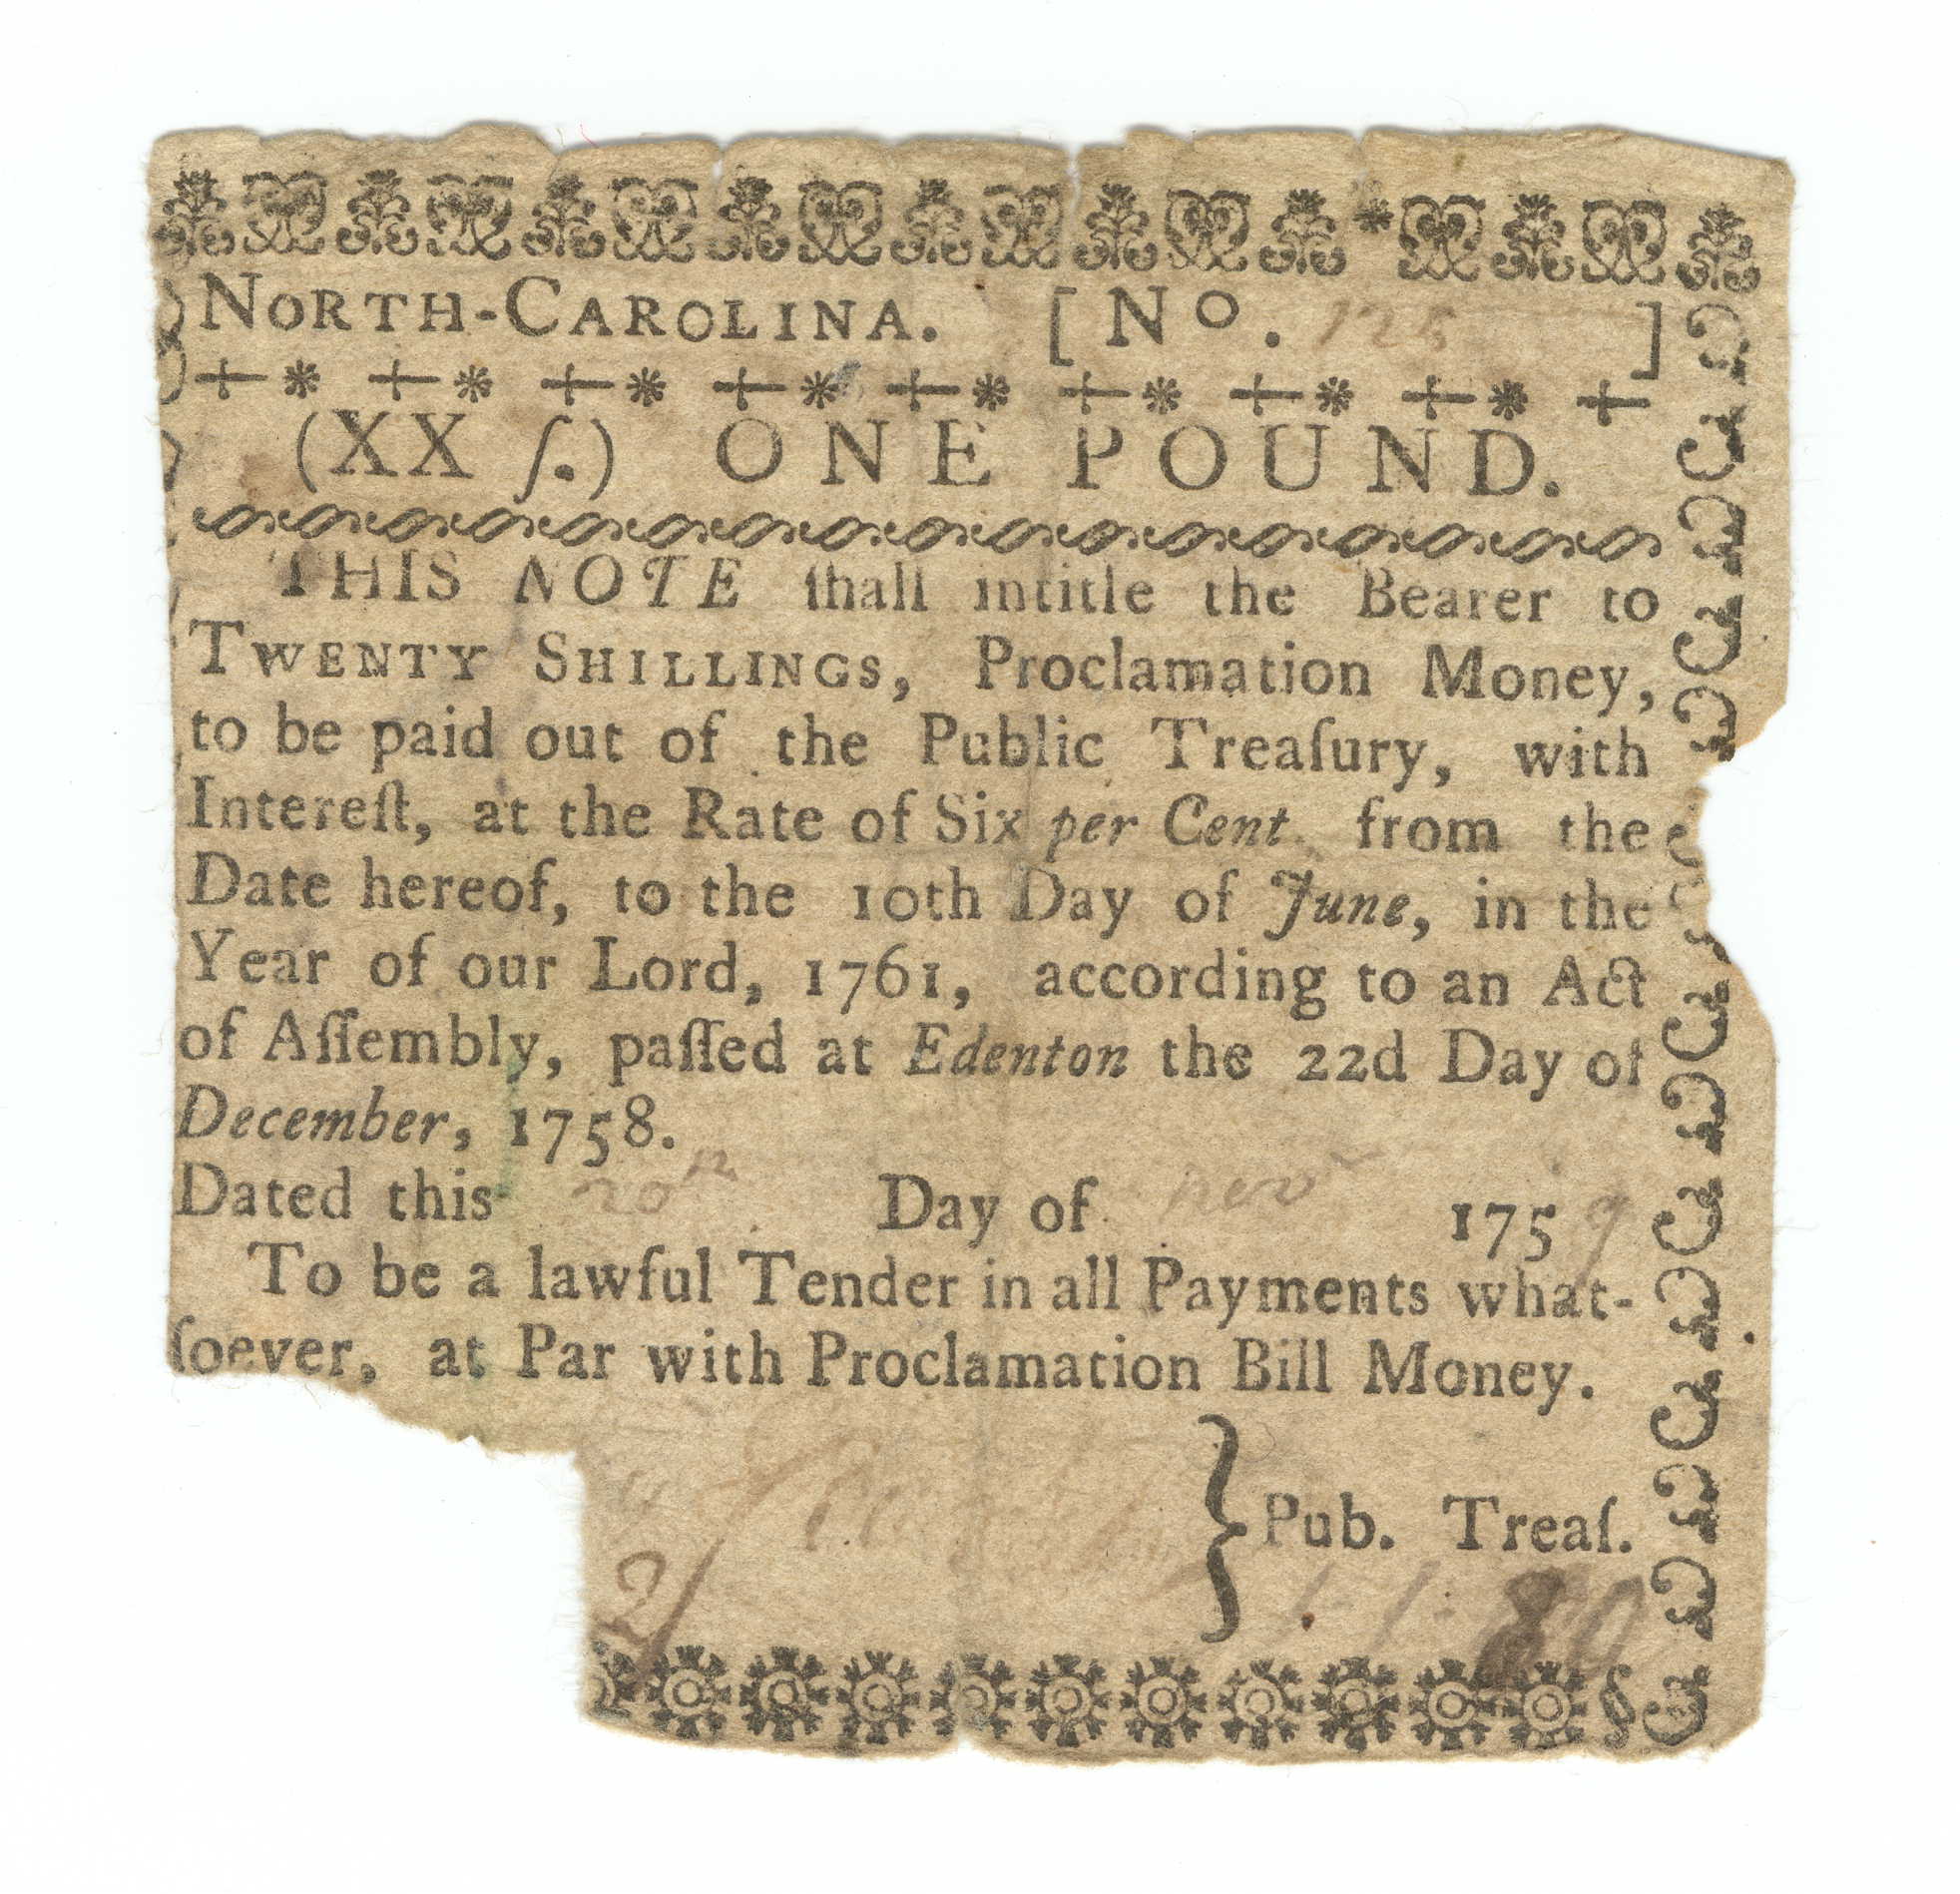 NORTH-CAROLINA. [No. 125 ]
(XX ſ.) ONE POUND.
THIS NOTE ſhall intitle the Bearer to
TWENTY SHILLINGS, Proclamation Money,
to be paid out of the Public Treaſury, with
Intereſt, at the Rate of Six per Cent. from the
Date hereof, to the 10th Day of June, in the
Year of our Lord, 1761, according to an Act
of Aſſembly, paſſed at Edenton the 22d Day of
December, 1758.
Dated this 20th Day of nov 1759
To be a lawful Tender in all Payments what-
ſoever, at Par with Proclamation Bill Money.
Pub. Treaſ.